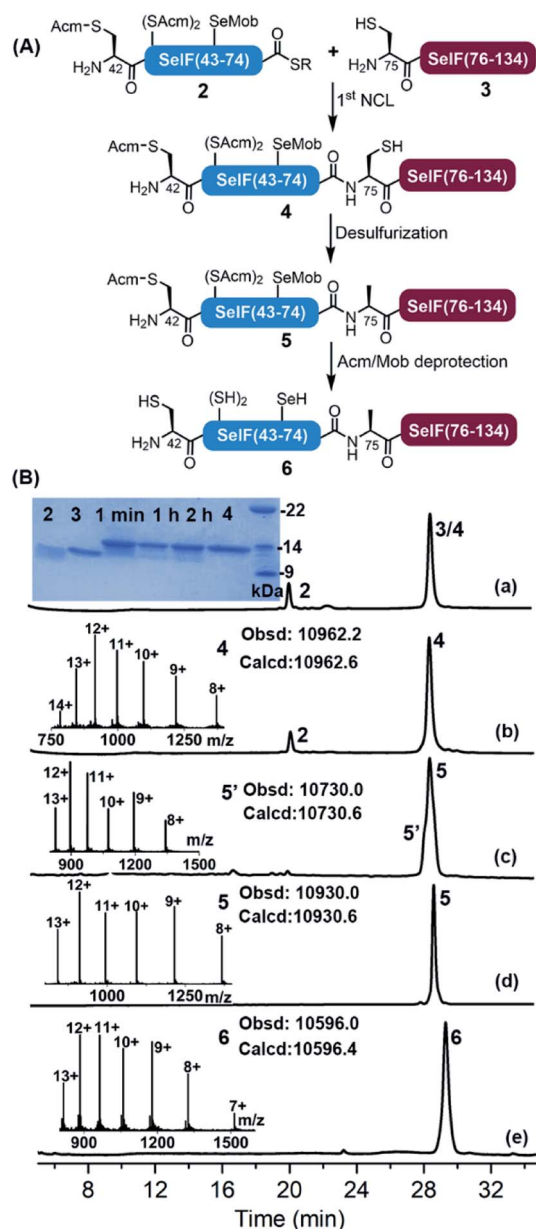 (A)
Acm-S (SAcm)2 SeMob
H2N 42 O SelF(43-74) O SR + HS H2N 75 O SelF(76-134)
2 3
1st NCL
Acm-S (SAcm)2 SeMob SH
H2N 42 O SelF(43-74) O N H 75 O SelF(76-134)
4
Desulfurization
Acm-S (SAcm)2 SeMob
H2N 42 O SelF(43-74) O N H 75 O SelF(76-134)
5
Acm/Mob deprotection
HS (SH)2 SeH
H2N 42 O SelF(43-74) O N H 75 O SelF(76-134)
6
(B)
2 3 1 min 1 h 2 h 4
-22
-14
-9
kDa
2 3/4
(a)
14+ 13+ 12+ 11+ 10+ 9+ 8+
750 1000 1250 m/z
4 Obsd: 10962.2
Calcd:10962.6
2 4
(b)
13+ 12+ 11+ 10+ 9+ 8+
m/z
900 1200 1500
5' Obsd: 10730.0
Calcd:10730.6
5' 5
(c)
13+ 12+ 11+ 10+ 9+ 8+
1000 1250 m/z
5 Obsd: 10930.0
Calcd:10930.6
5
(d)
13+ 12+ 11+ 10+ 9+ 8+ 7+
m/z
900 1200 1500
6 Obsd: 10596.0
Calcd:10596.4
6
(e)
8 12 16 20 24 28 32
Time (min)